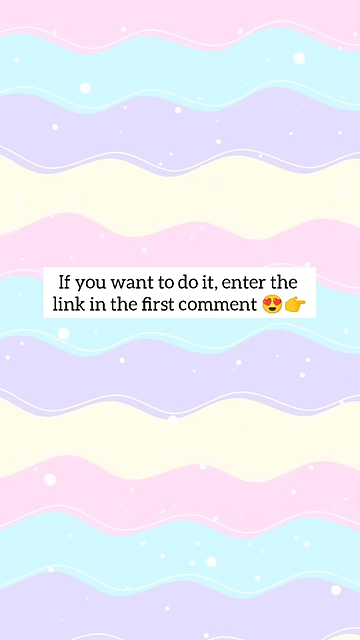 If you want to do it, enter the
link in the first comment 😍👉